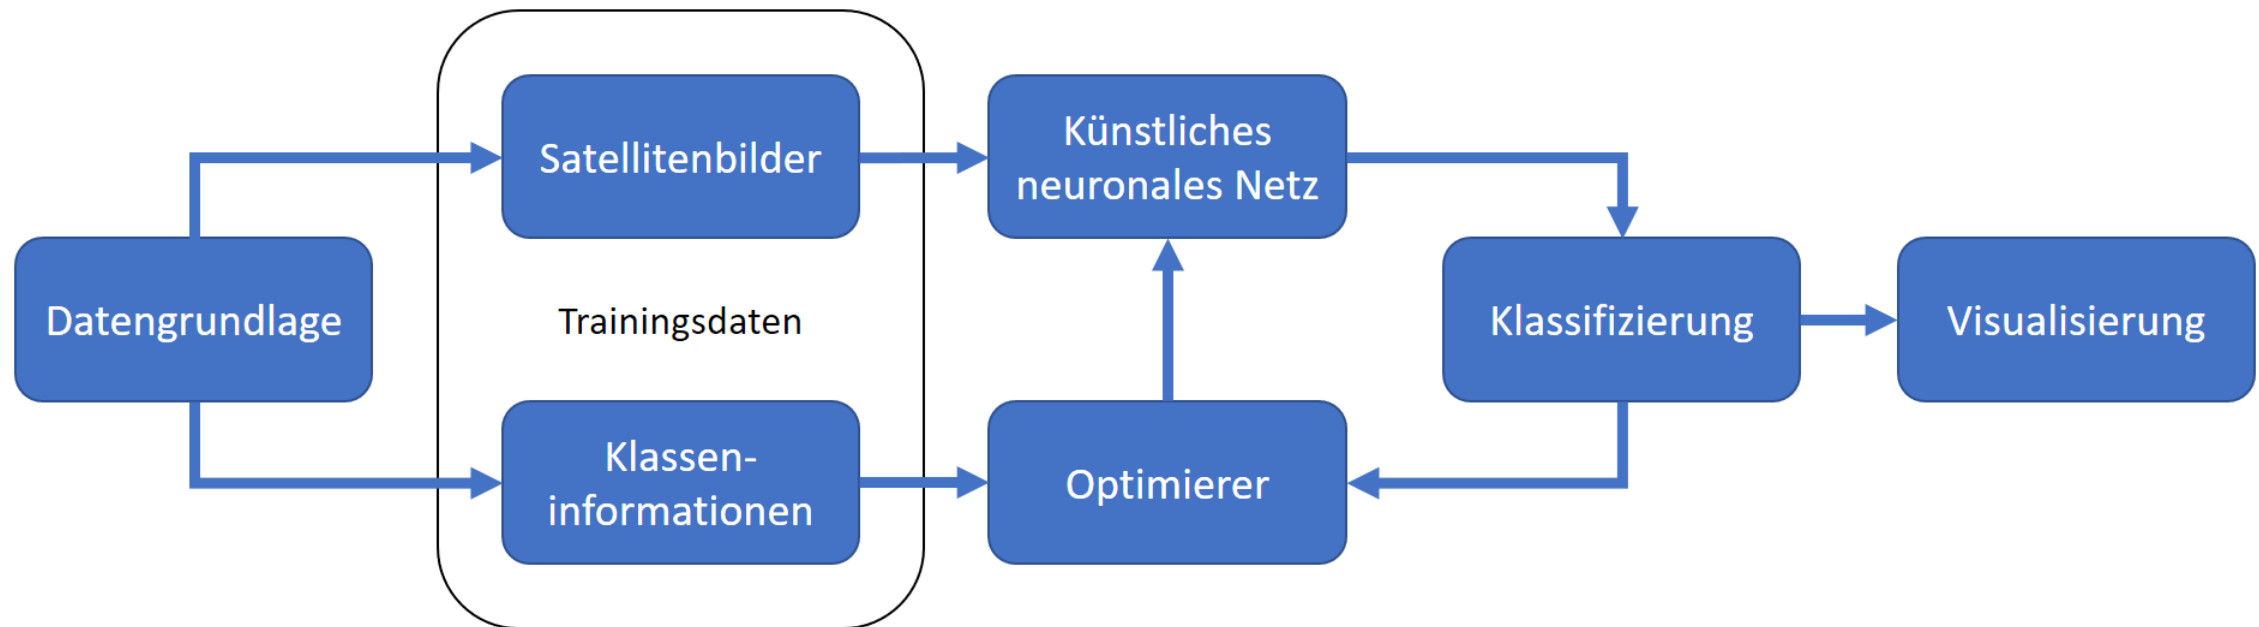 Datengrundlage
Satellitenbilder
Trainingsdaten
Klassen-
informationen
Künstliches
neuronales Netz
Optimierer
Klassifizierung
Visualisierung